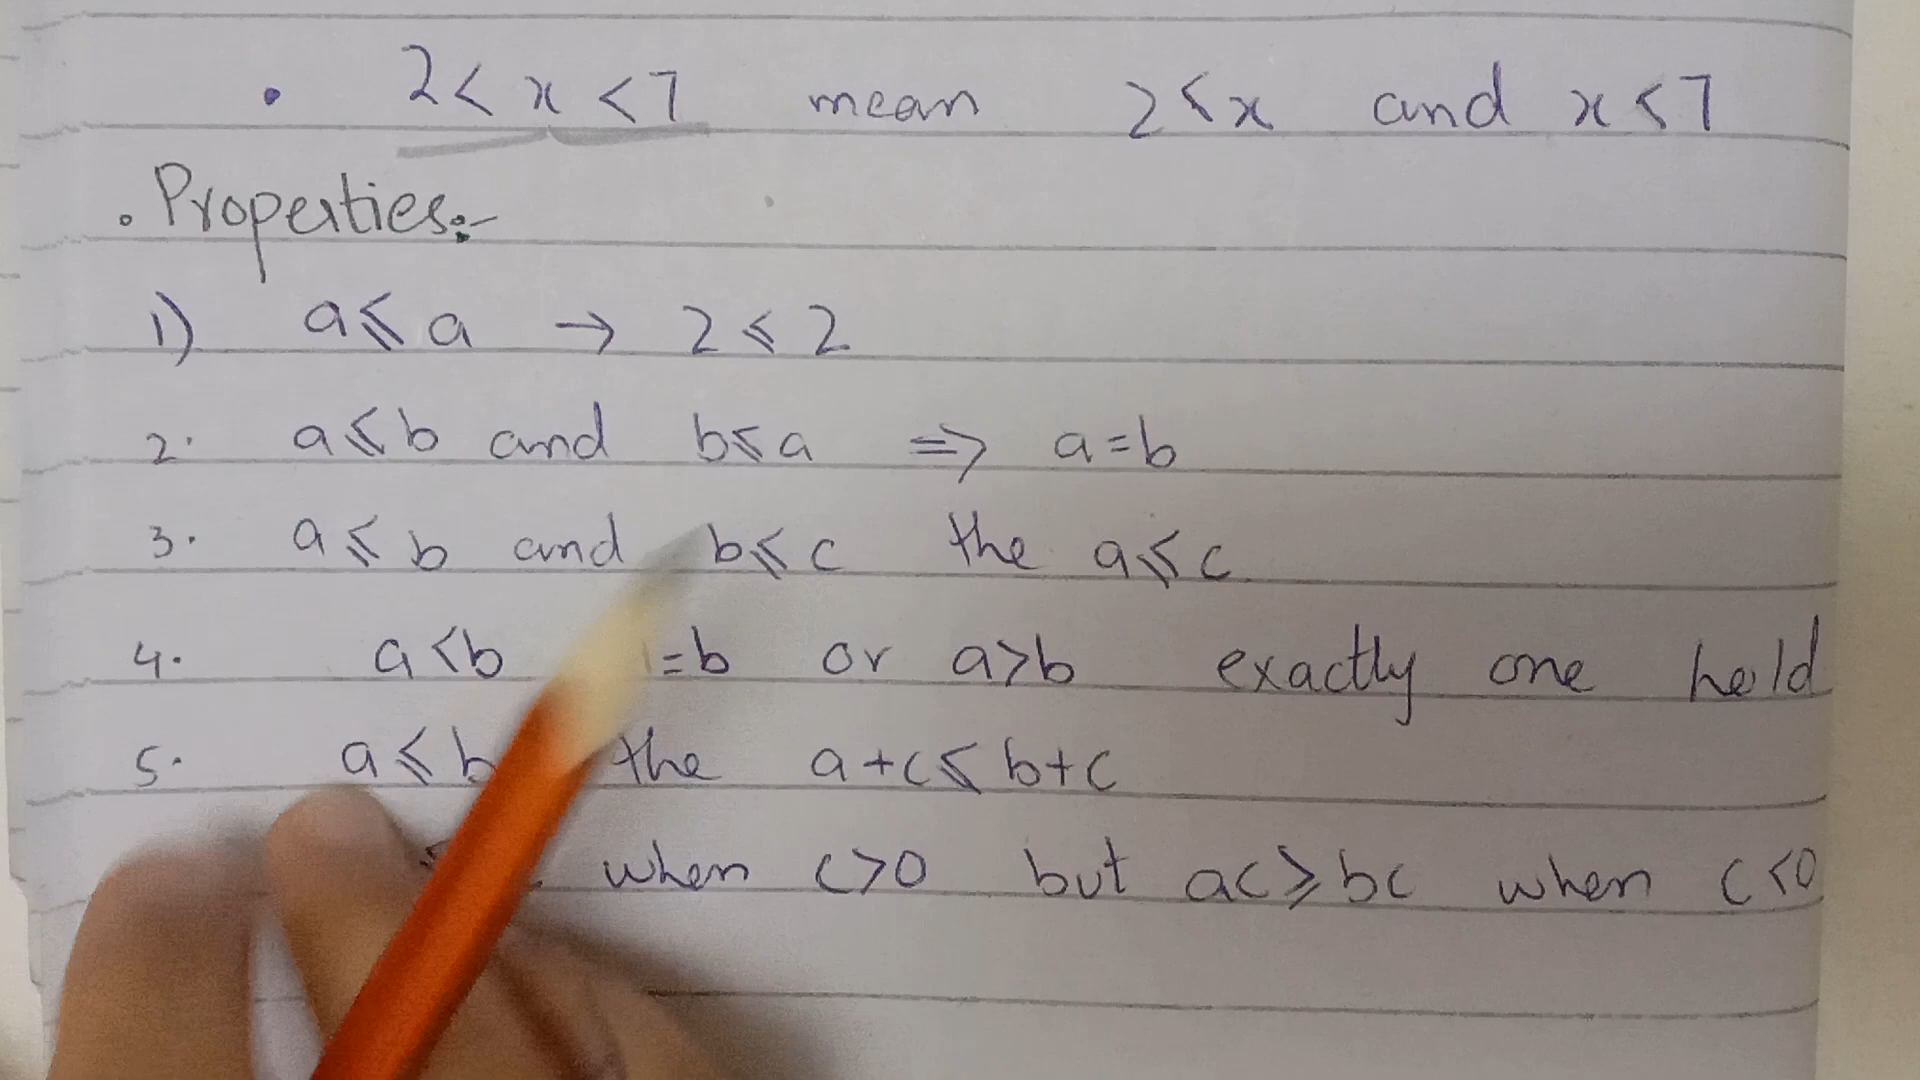 • 2 < x < 7 mean 2 < x and x < 7
• Properties:-
1) a ⩽ a → 2 ⩽ 2
2. a ⩽ b and b ⩽ a ⇒ a = b
3. a ⩽ b and b ⩽ c the a ⩽ c
4. a < b = b or a > b exactly one hold
5. a ⩽ b the a + c ⩽ b + c
when c > 0 but ac ⩾ bc when c < 0